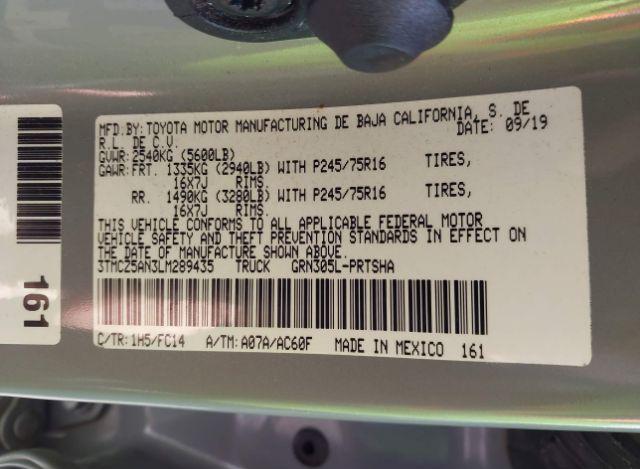 MFD.BY: TOYOTA MOTOR MANUFACTURING DE BAJA CALIFORNIA, S. DE
R.L. DE C.V. DATE: 09/19
GVWR: 2540KG (5600LB)
GAWR: FRT. 1335KG (2940LB) WITH P245/75R16 TIRES,
16X7J RIMS.
RR. 1490KG (3280LB) WITH P245/75R16 TIRES,
16X7J RIMS.
THIS VEHICLE CONFORMS TO ALL APPLICABLE FEDERAL MOTOR
VEHICLE SAFETY AND THEFT PREVENTION STANDARDS IN EFFECT ON
THE DATE OF MANUFACTURE SHOWN ABOVE.
3TMCZ5AN3LM289435 TRUCK GRN305L-PRTSHA
C/TR: 1H5/FC14 A/TM: A07A/AC60F MADE IN MEXICO 161
161